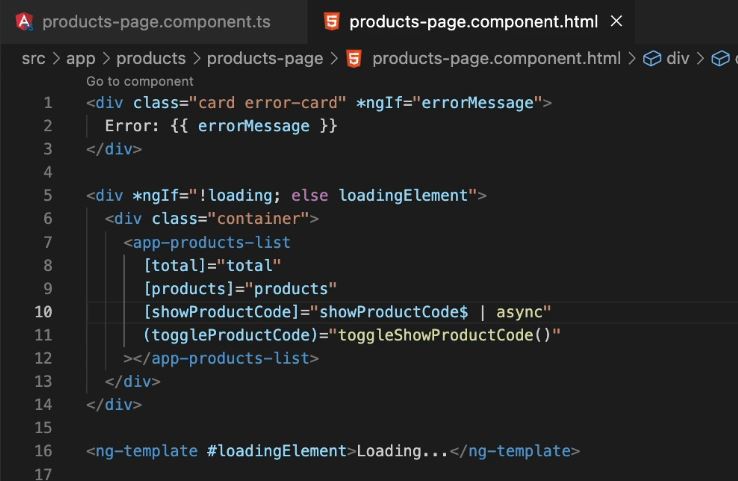 products-page.component.ts
products-page.component.html ×
src > app > products > products-page > products-page.component.html > div >
Go to component
1 <div class="card error-card" *ngIf="errorMessage">
2 Error: {{ errorMessage }}
3 </div>
4
5 <div *ngIf="!loading; else loadingElement">
6 <div class="container">
7 <app-products-list
8 [total]="total"
9 [products]="products"
10 [showProductCode]="showProductCode$ | async"
11 (toggleProductCode)="toggleShowProductCode()"
12 ></app-products-list>
13 </div>
14 </div>
15
16 <ng-template #loadingElement>Loading...</ng-template>
17